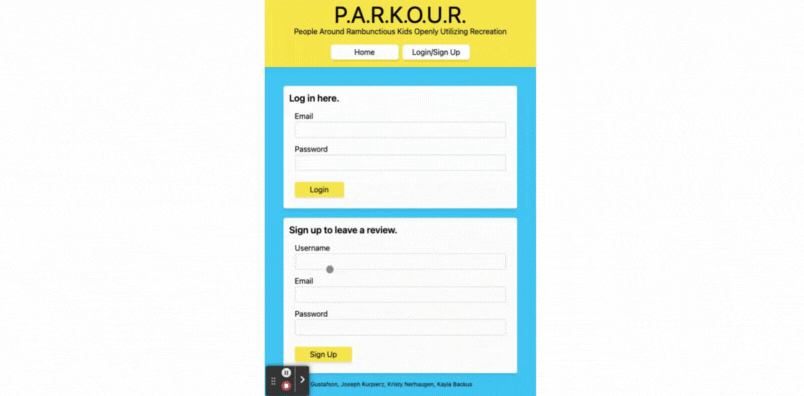 P.A.R.K.O.U.R.
People Around Rambunctious Kids Openly Utilizing Recreation
Home
Login/Sign Up
Log in here.
Email
Password
Login
Sign up to leave a review.
Username
Email
Password
Sign Up
Gustafson, Joseph Kurpierz, Kristy Nerhaugen, Kayla Backus